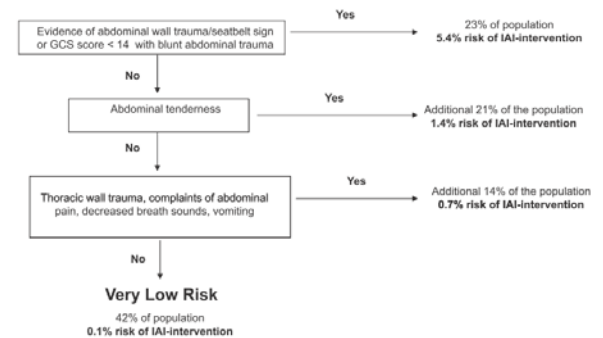 Evidence of abdominal wall trauma/seatbelt sign
or GCS score < 14 with blunt abdominal trauma
Yes
23% of population
5.4% risk of IAI-intervention
No
Abdominal tenderness
Yes
Additional 21% of the population
1.4% risk of IAI-intervention
No
Thoracic wall trauma, complaints of abdominal
pain, decreased breath sounds, vomiting
Yes
Additional 14% of the population
0.7% risk of IAI-intervention
No
Very Low Risk
42% of population
0.1% risk of IAI-intervention